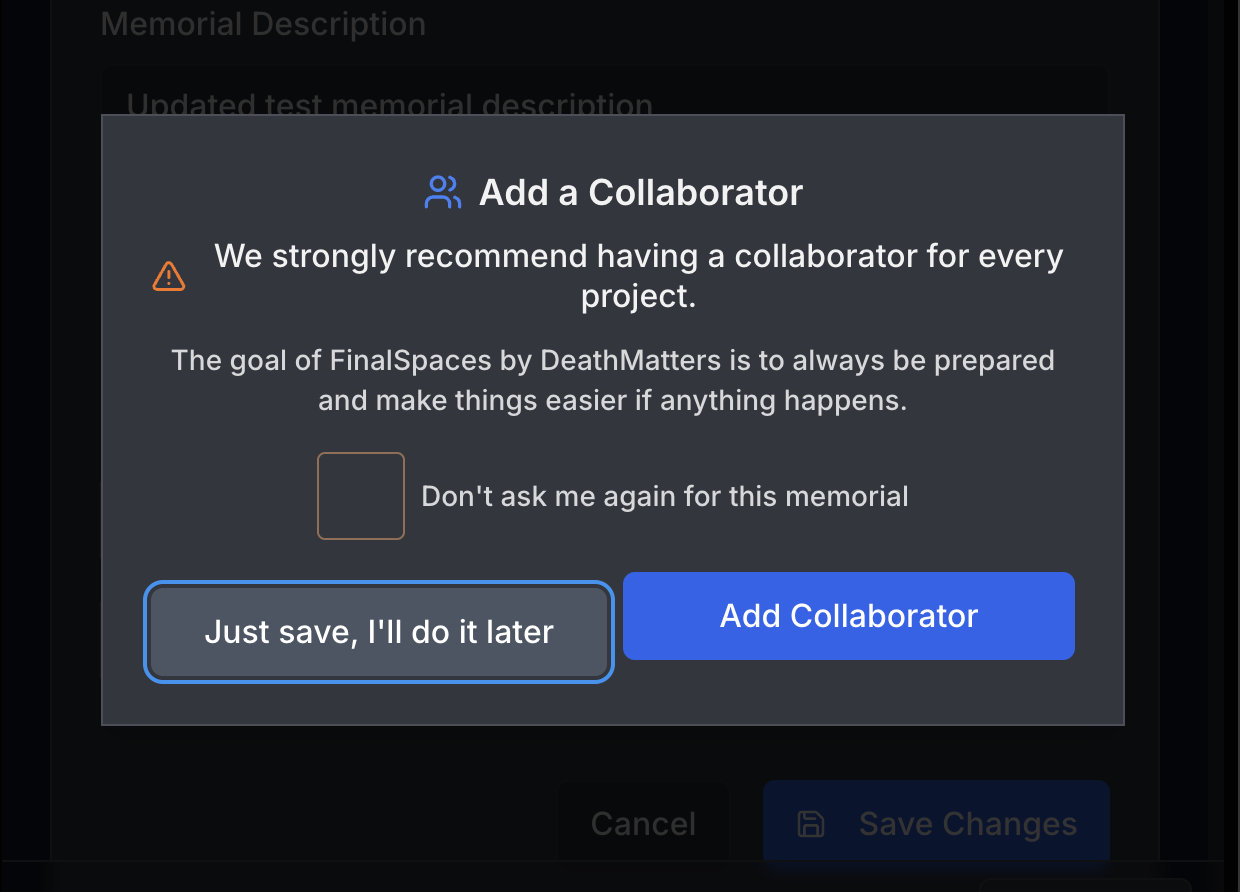 Memorial Description
Updated test memorial description
Add a Collaborator
We strongly recommend having a collaborator for every
project.
The goal of FinalSpaces by DeathMatters is to always be prepared
and make things easier if anything happens.
Don't ask me again for this memorial
Just save, I'll do it later
Add Collaborator
Cancel
Save Changes